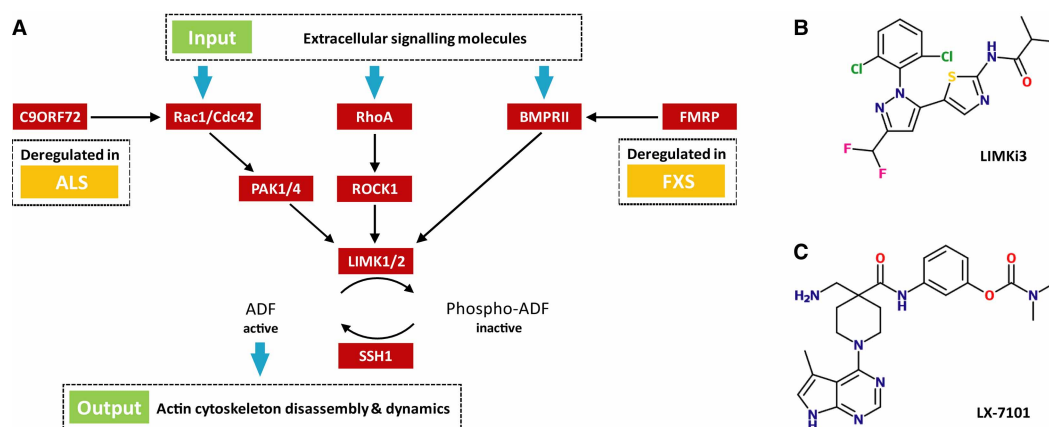 A
Input
Extracellular signalling molecules
C9ORF72
Rac1/Cdc42
RhoA
BMPRII
FMRP
Deregulated in
ALS
Deregulated in
FXS
PAK1/4
ROCK1
LIMK1/2
ADF
active
Phospho-ADF
inactive
SSH1
Output
Actin cytoskeleton disassembly & dynamics
B
Cl
Cl
N
N
S
N
H
N
O
F
F
LIMKi3
C
H₂N
O
N
H
O
O
N
N
N
N
N
H
LX-7101